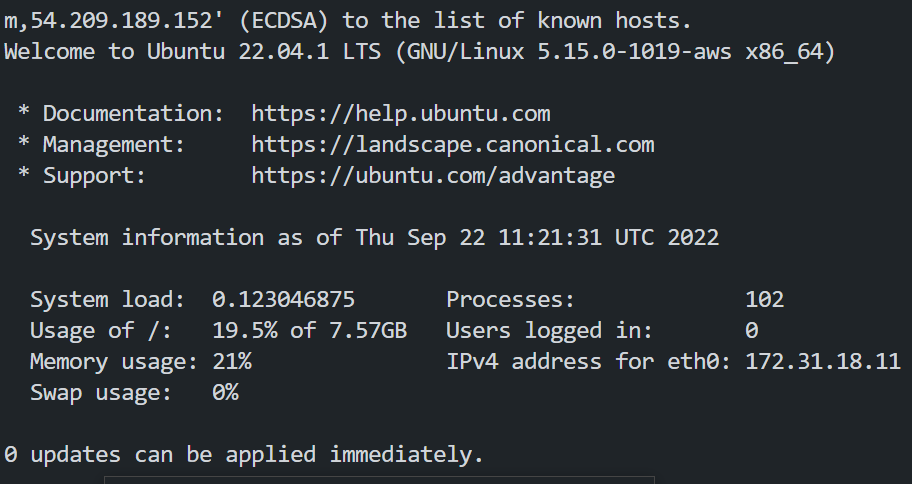 m,54.209.189.152' (ECDSA) to the list of known hosts.
Welcome to Ubuntu 22.04.1 LTS (GNU/Linux 5.15.0-1019-aws x86_64)
* Documentation:  https://help.ubuntu.com
* Management:     https://landscape.canonical.com
* Support:        https://ubuntu.com/advantage
System information as of Thu Sep 22 11:21:31 UTC 2022
System load:  0.123046875       Processes:             102
Usage of /:   19.5% of 7.57GB   Users logged in:       0
Memory usage: 21%               IPv4 address for eth0: 172.31.18.11
Swap usage:   0%
0 updates can be applied immediately.